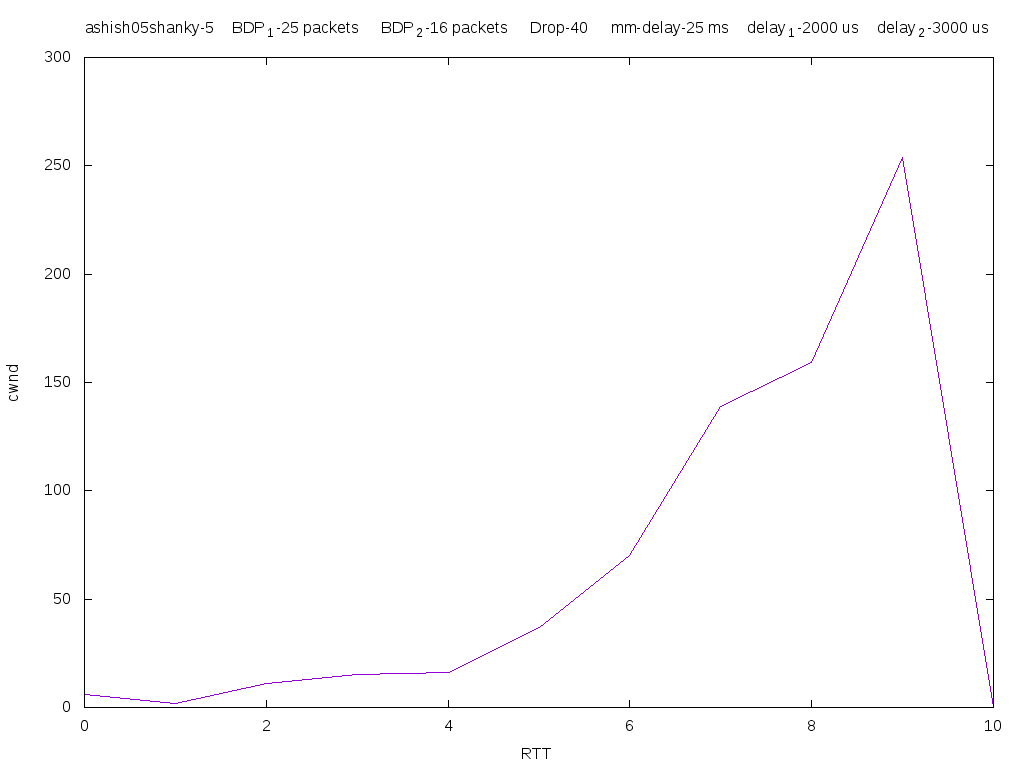 ashish05shanky-5 BDP1-25 packets BDP2-16 packets Drop-40 mm-delay-25 ms delay1-2000 us delay2-3000 us
300
250
200
150
100
50
0
cwnd
0 2 4 6 8 10
RTT